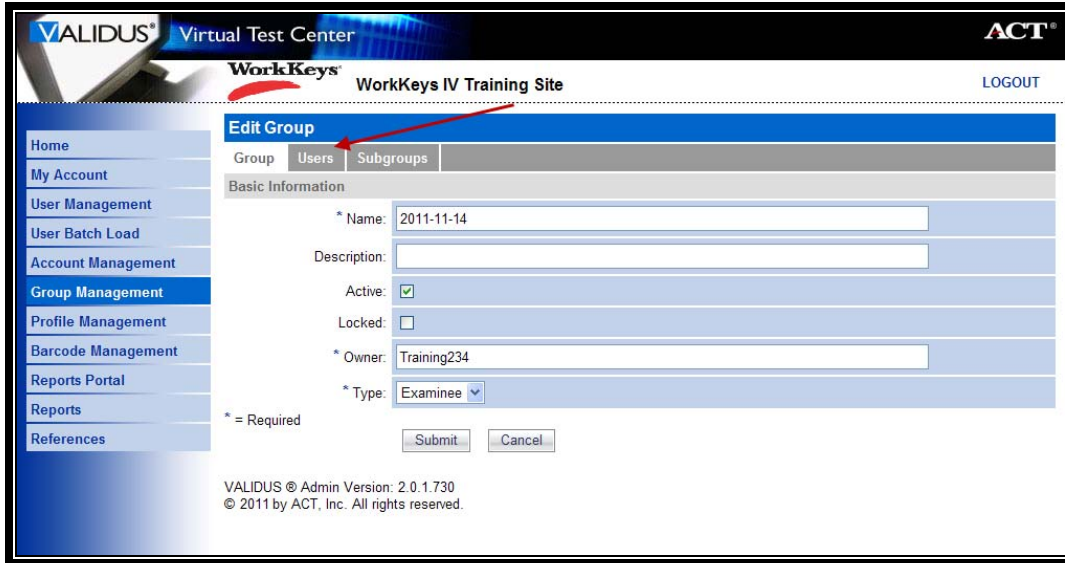 VALIDUS® Virtual Test Center
ACT®
WorkKeys®
WorkKeys IV Training Site
LOGOUT
Home
My Account
User Management
User Batch Load
Account Management
Group Management
Profile Management
Barcode Management
Reports Portal
Reports
References
Edit Group
Group Users Subgroups
Basic Information
* Name: 2011-11-14
Description:
Active:
Locked:
* Owner: Training234
* Type: Examinee
* = Required
Submit Cancel
VALIDUS ® Admin Version: 2.0.1.730
© 2011 by ACT, Inc. All rights reserved.